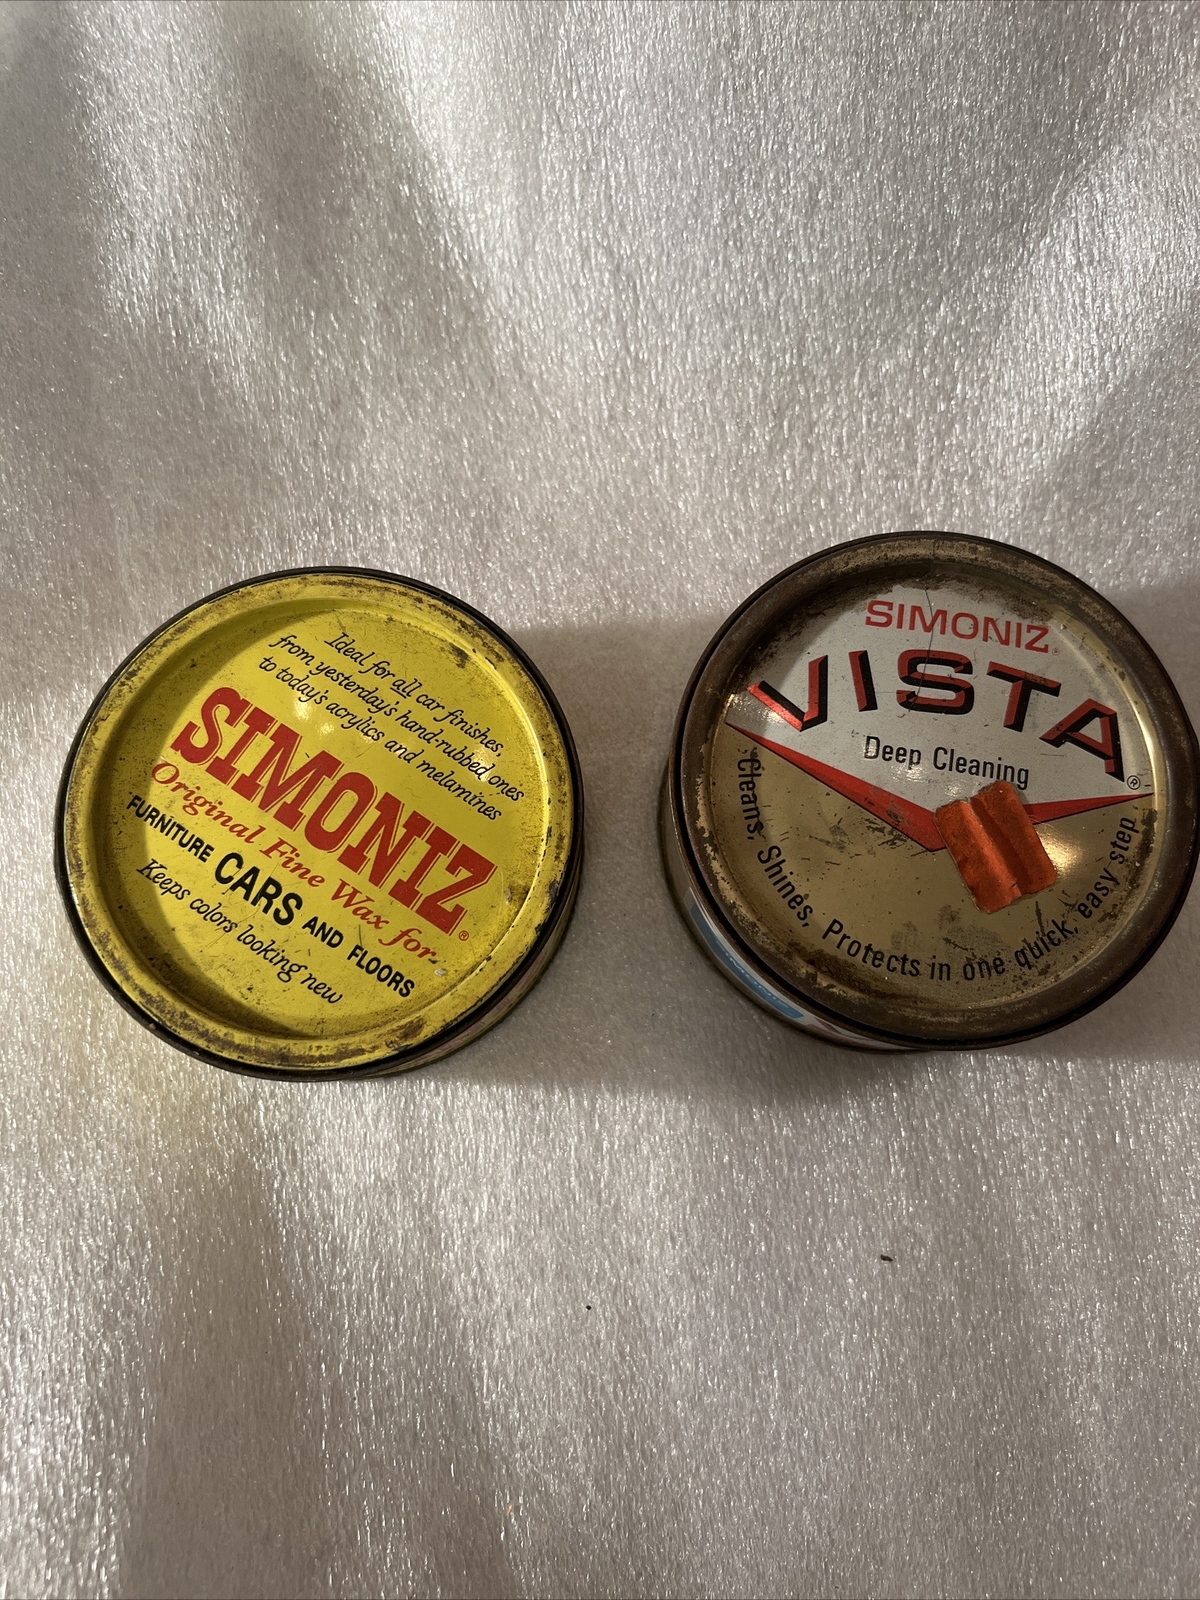 Ideal for all car finishes,
from yesterday's hand-rubbed ones
to today's acrylics and melamines
SIMONIZ®
Original Fine Wax for-
FURNITURE CARS AND FLOORS
Keeps colors looking new
SIMONIZ
VISTA®
Deep Cleaning
Cleans, Shines, Protects in one quick, easy step